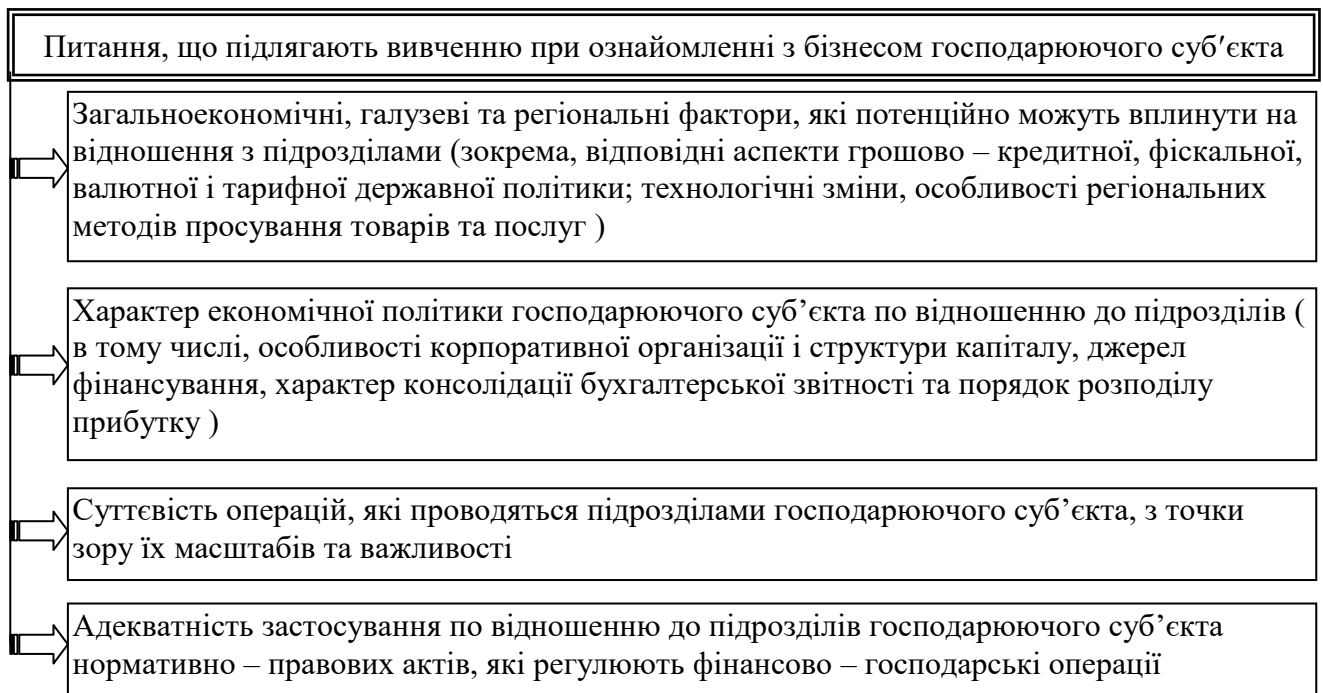 Питання, що підлягають вивченню при ознайомленні з бізнесом господарюючого суб′єкта
Загальноекономічні, галузеві та регіональні фактори, які потенційно можуть вплинути на
відношення з підрозділами (зокрема, відповідні аспекти грошово – кредитної, фіскальної,
валютної і тарифної державної політики; технологічні зміни, особливості регіональних
методів просування товарів та послуг )
Характер економічної політики господарюючого суб’єкта по відношенню до підрозділів (
в тому числі, особливості корпоративної організації і структури капіталу, джерел
фінансування, характер консолідації бухгалтерської звітності та порядок розподілу
прибутку )
Суттєвість операцій, які проводяться підрозділами господарюючого суб’єкта, з точки
зору їх масштабів та важливості
Адекватність застосування по відношенню до підрозділів господарюючого суб’єкта
нормативно – правових актів, які регулюють фінансово – господарські операції